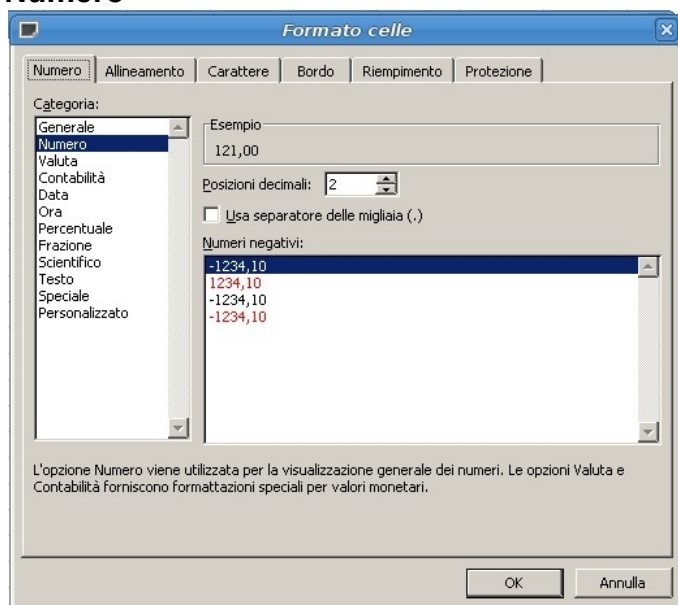 Numero
Formato celle
Numero Allineamento Carattere Bordo Riempimento Protezione
Categoria:
Generale
Numero
Valuta
Contabilità
Data
Ora
Percentuale
Frazione
Scientifico
Testo
Speciale
Personalizzato
Esempio
121,00
Posizioni decimali: 2
Usa separatore delle migliaia (.)
Numeri negativi:
-1234,10
1234,10
-1234,10
-1234,10
L'opzione Numero viene utilizzata per la visualizzazione generale dei numeri. Le opzioni Valuta e
Contabilità forniscono formattazioni speciali per valori monetari.
OK Annulla